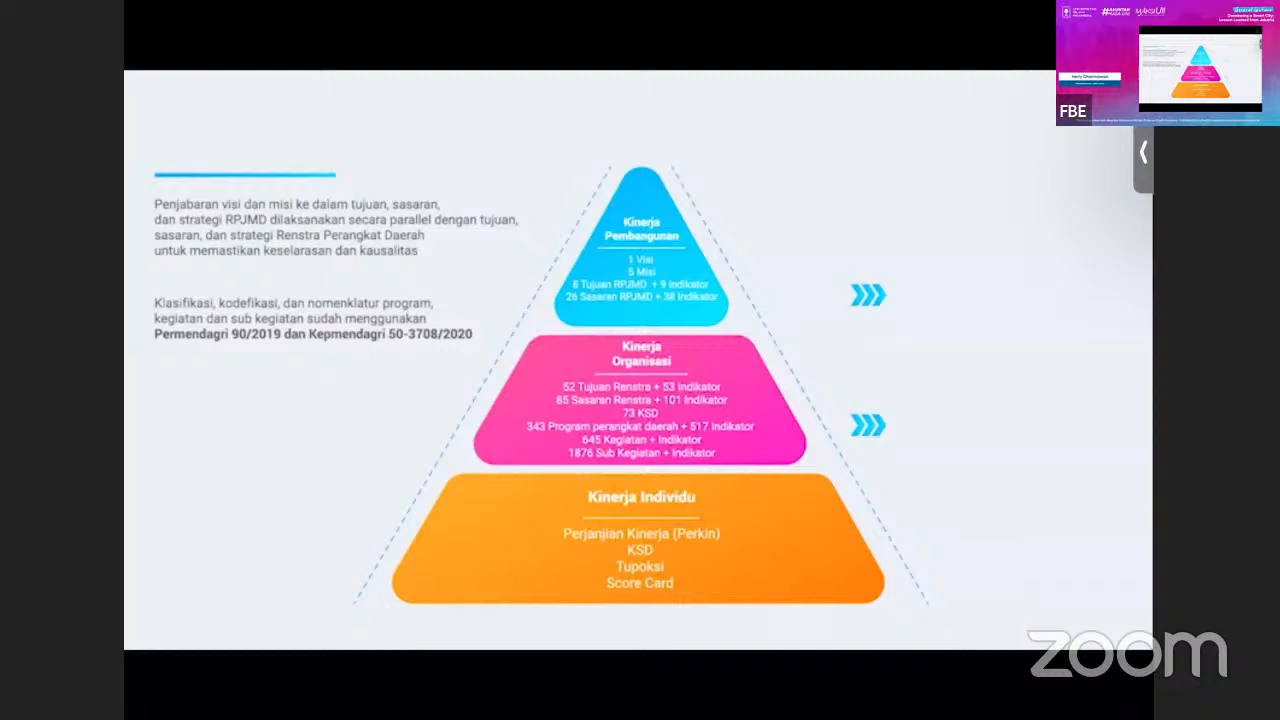 Penjabaran visi dan misi ke dalam tujuan, sasaran,
dan strategi RPJMD dilaksanakan secara parallel dengan tujuan,
sasaran, dan strategi Renstra Perangkat Daerah
untuk memastikan keselarasan dan kausalitas
Klasifikasi, kodefikasi, dan nomenklatur program,
kegiatan dan sub kegiatan sudah menggunakan
Permendagri 90/2019 dan Kepmendagri 50-3708/2020
Kinerja
Pembangunan
1 Visi
5 Misi
8 Tujuan RPJMD + 9 Indikator
26 Sasaran RPJMD + 38 Indikator
Kinerja
Organisasi
52 Tujuan Renstra + 53 Indikator
85 Sasaran Renstra + 101 Indikator
73 KSD
343 Program perangkat daerah + 517 Indikator
645 Kegiatan + Indikator
1876 Sub Kegiatan + Indikator
Kinerja Individu
Perjanjian Kinerja (Perkin)
KSD
Tupoksi
Score Card
FBE
zoom